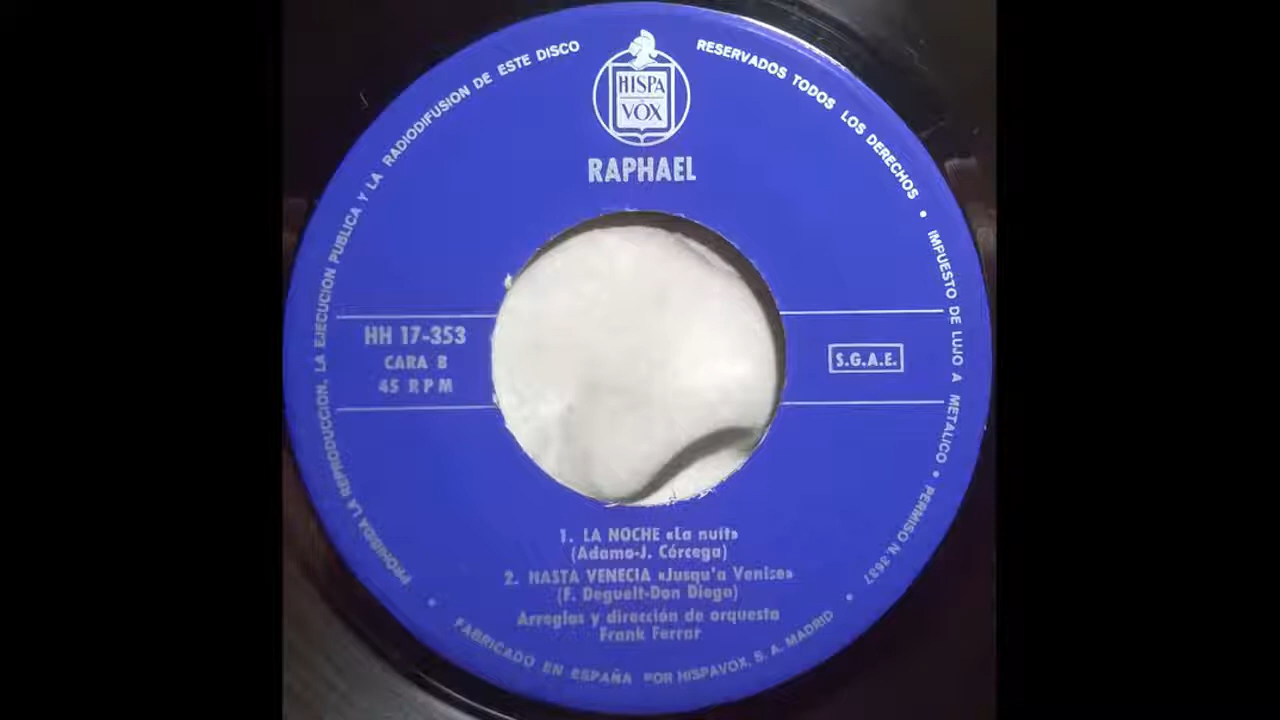 PROHIBIDA LA REPRODUCCION, LA EJECUCION PUBLICA Y LA RADIODIFUSION DE ESTE DISCO
RESERVADOS TODOS LOS DERECHOS • IMPUESTO DE LUJO A METALICO • PERMISO N. 3637 •
HISPA
VOX
RAPHAEL
HH 17-353
CARA B
45 RPM
S.G.A.E.
1. LA NOCHE «La nuit»
(Adamo-J. Córcega)
2. HASTA VENECIA «Jusqu'a Venise»
(F. Deguelt-Don Diego)
Arreglos y dirección de orquesta
Frank Ferrar
• FABRICADO EN ESPAÑA POR HISPAVOX, S. A. MADRID